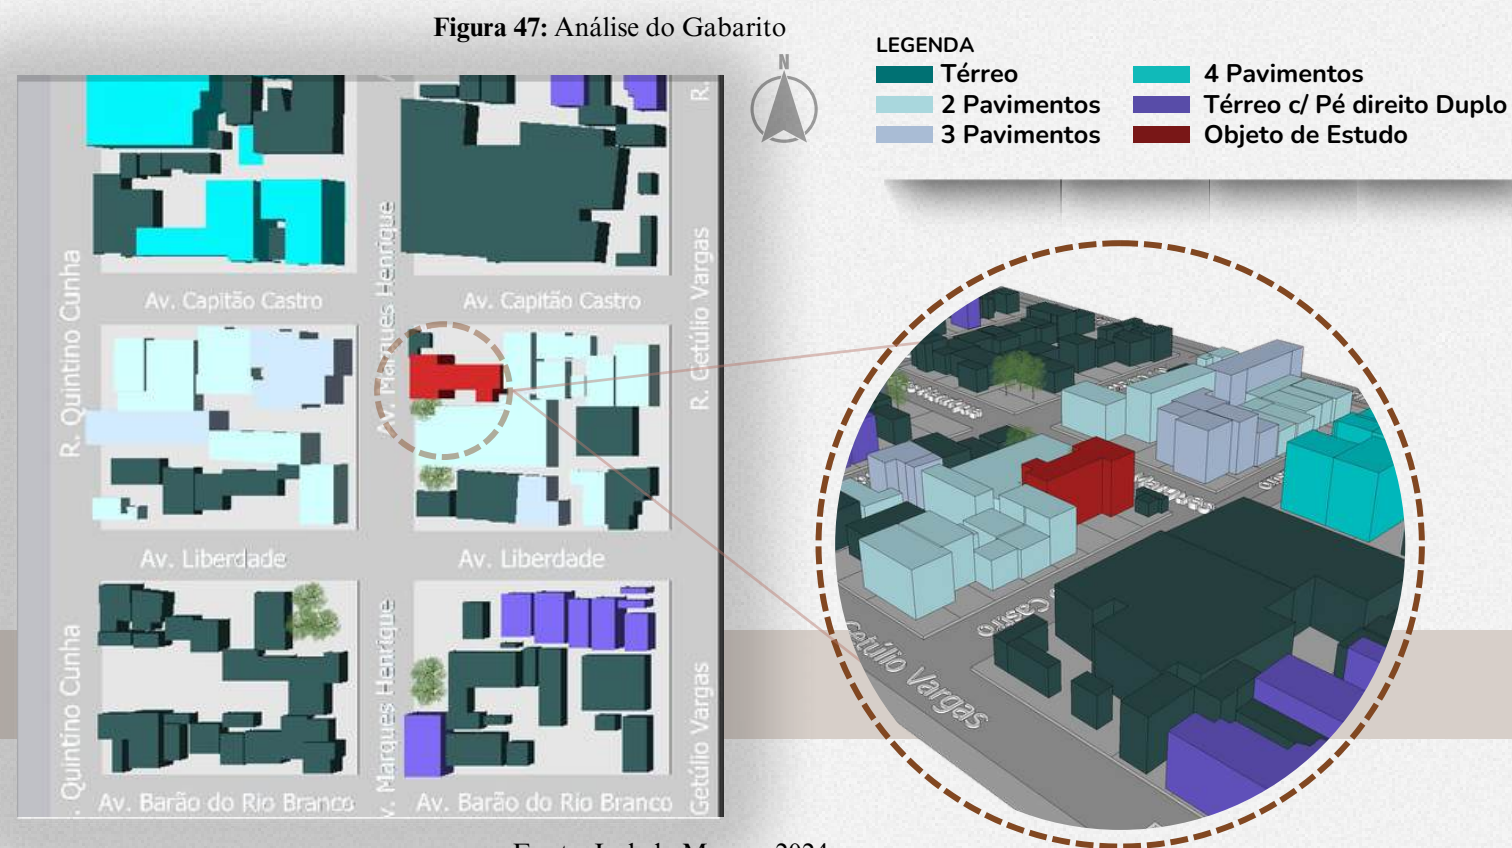 Figura 47: Análise do Gabarito
N
LEGENDA
Térreo
2 Pavimentos
3 Pavimentos
4 Pavimentos
Térreo c/ Pé direito Duplo
Objeto de Estudo
R.
R. Quintino Cunha
Av. Marques Henrique
R. Getúlio Vargas
Av. Capitão Castro
Av. Capitão Castro
Av. Liberdade
Av. Liberdade
Quintino Cunha
v. Marques Henrique
Getúlio Vargas
Av. Barão do Rio Branco
Av. Barão do Rio Branco
Castro
Getúlio Vargas
2024